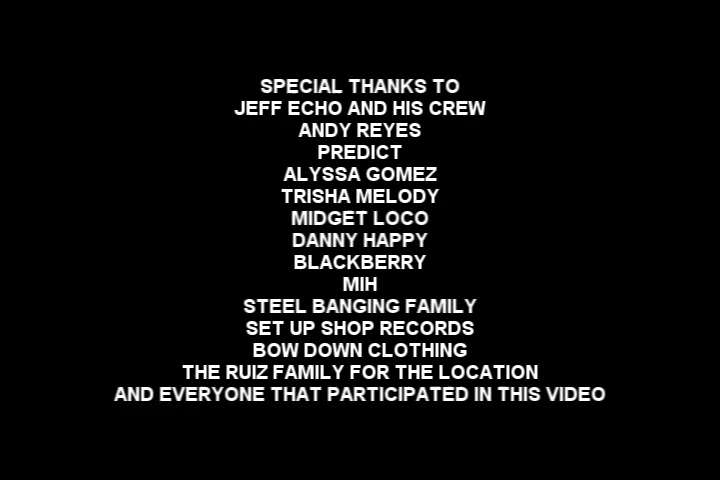 SPECIAL THANKS TO
JEFF ECHO AND HIS CREW
ANDY REYES
PREDICT
ALYSSA GOMEZ
TRISHA MELODY
MIDGET LOCO
DANNY HAPPY
BLACKBERRY
MIH
STEEL BANGING FAMILY
SET UP SHOP RECORDS
BOW DOWN CLOTHING
THE RUIZ FAMILY FOR THE LOCATION
AND EVERYONE THAT PARTICIPATED IN THIS VIDEO